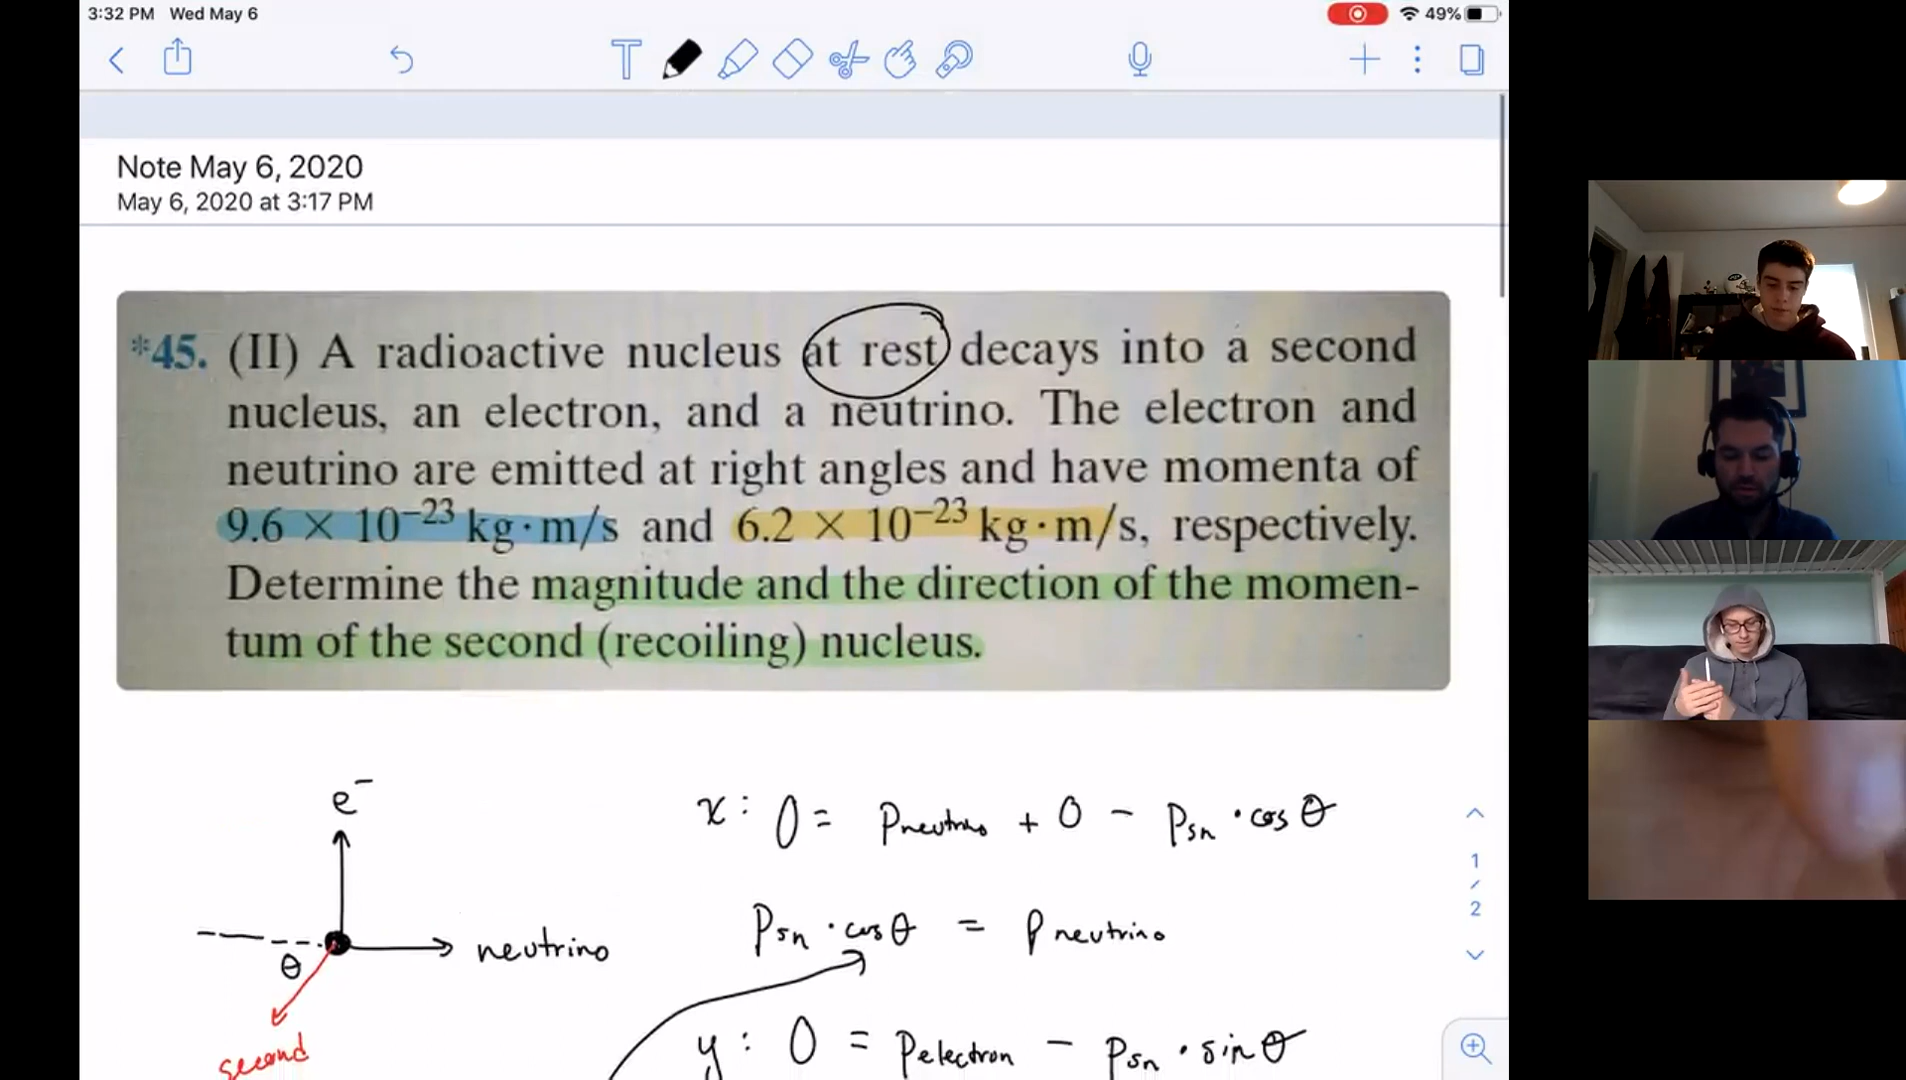 3:32 PM Wed May 6
49%
T
Note May 6, 2020
May 6, 2020 at 3:17 PM
*45. (II) A radioactive nucleus at rest decays into a second
nucleus, an electron, and a neutrino. The electron and
neutrino are emitted at right angles and have momenta of
9.6 × 10⁻²³ kg·m/s and 6.2 × 10⁻²³ kg·m/s, respectively.
Determine the magnitude and the direction of the momen-
tum of the second (recoiling) nucleus.
e⁻
neutrino
θ
second
x: 0 = Pneutrino + 0 - Psn · cos θ
Psn · cos θ = Pneutrino
y: 0 = Pelectron - Psn · sin θ
1
/
2